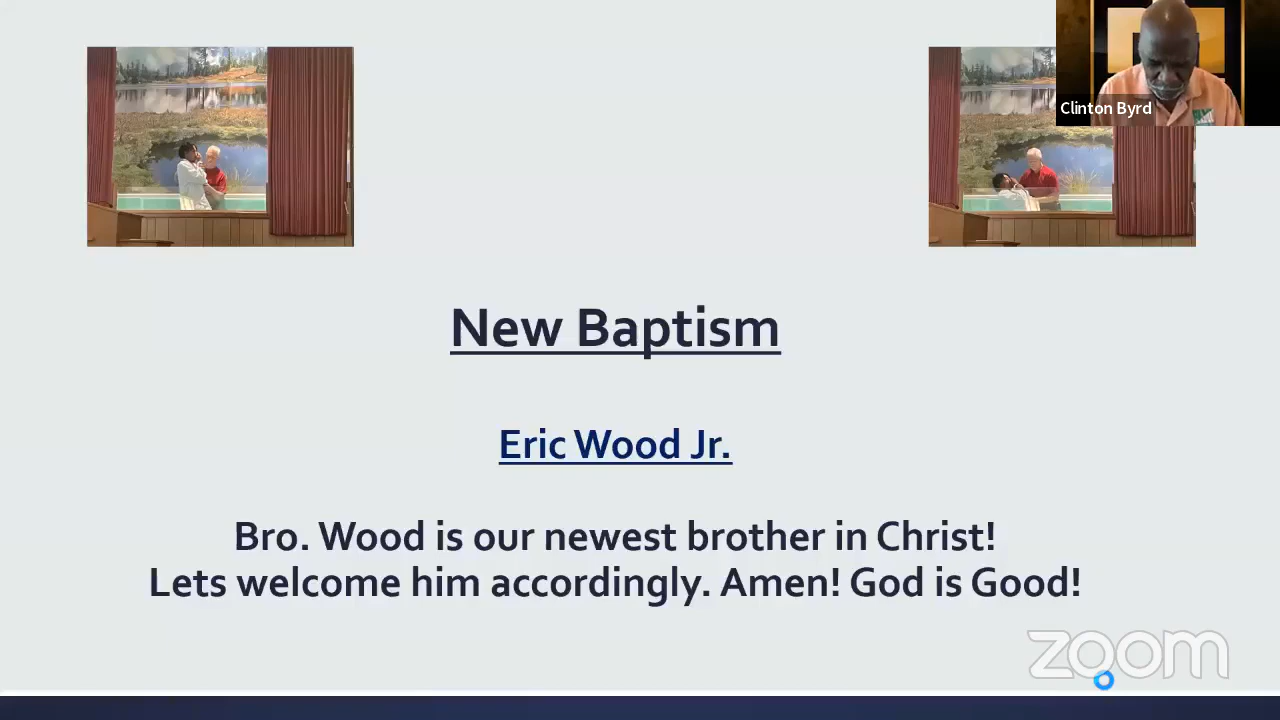 Clinton Byrd
New Baptism
Eric Wood Jr.
Bro. Wood is our newest brother in Christ!
Lets welcome him accordingly. Amen! God is Good!
zoom